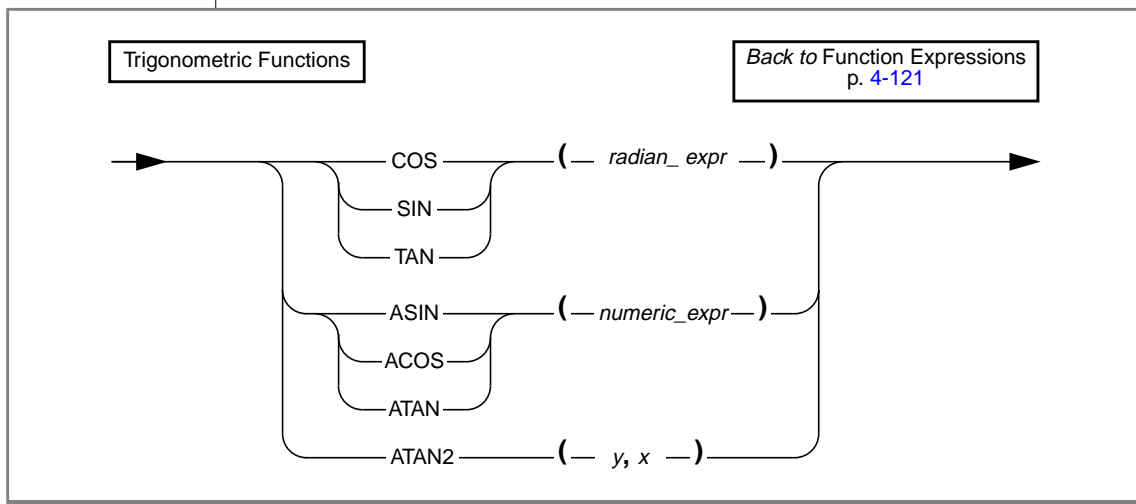 Trigonometric Functions
Back to Function Expressions
p. 4-121
COS ( radian_ expr )
SIN
TAN
ASIN ( numeric_expr )
ACOS
ATAN
ATAN2 ( y, x )